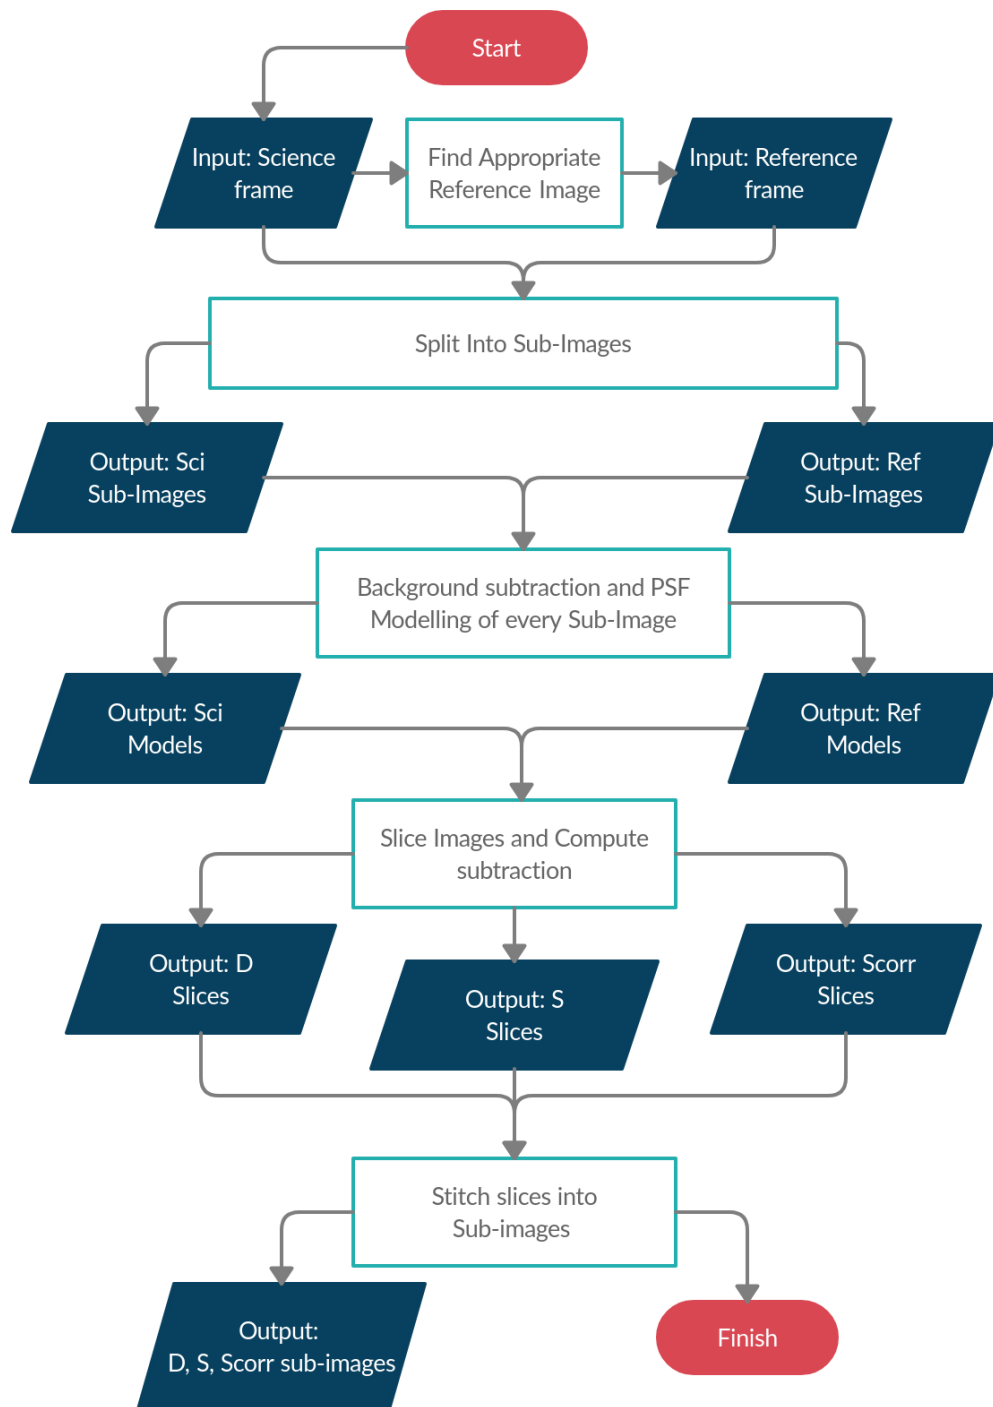 Start
Input: Science
frame
Find Appropriate
Reference Image
Input: Reference
frame
Split Into Sub-Images
Output: Sci
Sub-Images
Output: Ref
Sub-Images
Background subtraction and PSF
Modelling of every Sub-Image
Output: Sci
Models
Output: Ref
Models
Slice Images and Compute
subtraction
Output: D
Slices
Output: S
Slices
Output: Scorr
Slices
Stitch slices into
Sub-images
Output:
D, S, Scorr sub-images
Finish